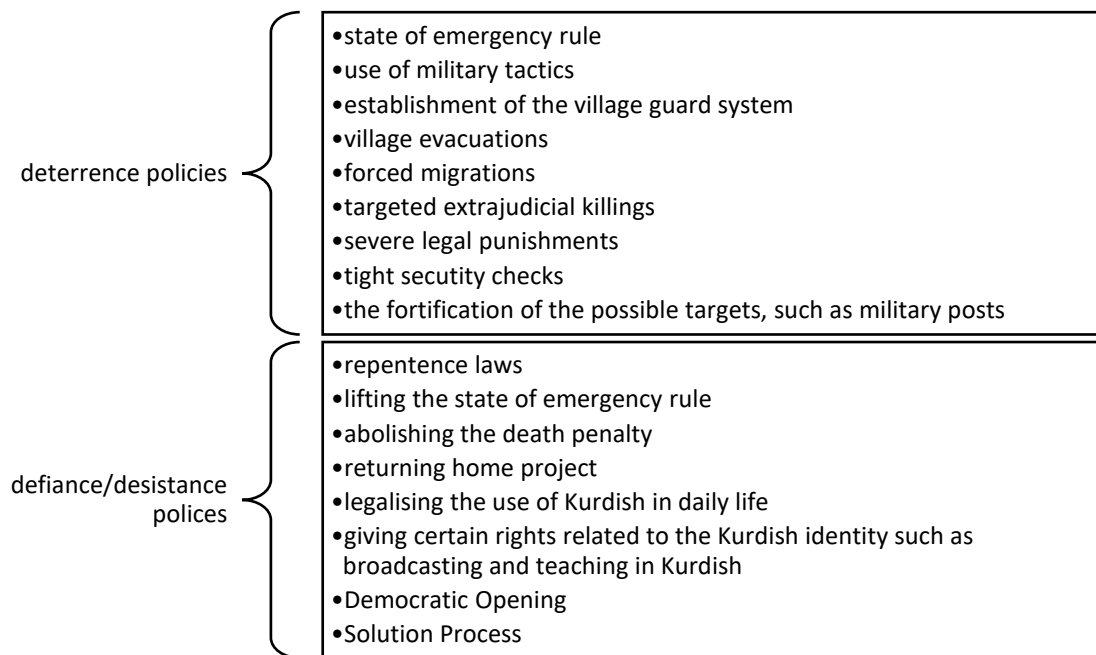 deterrence policies
•state of emergency rule
•use of military tactics
•establishment of the village guard system
•village evacuations
•forced migrations
•targeted extrajudicial killings
•severe legal punishments
•tight secutity checks
•the fortification of the possible targets, such as military posts
defiance/desistance
polices
•repentence laws
•lifting the state of emergency rule
•abolishing the death penalty
•returning home project
•legalising the use of Kurdish in daily life
•giving certain rights related to the Kurdish identity such as
broadcasting and teaching in Kurdish
•Democratic Opening
•Solution Process